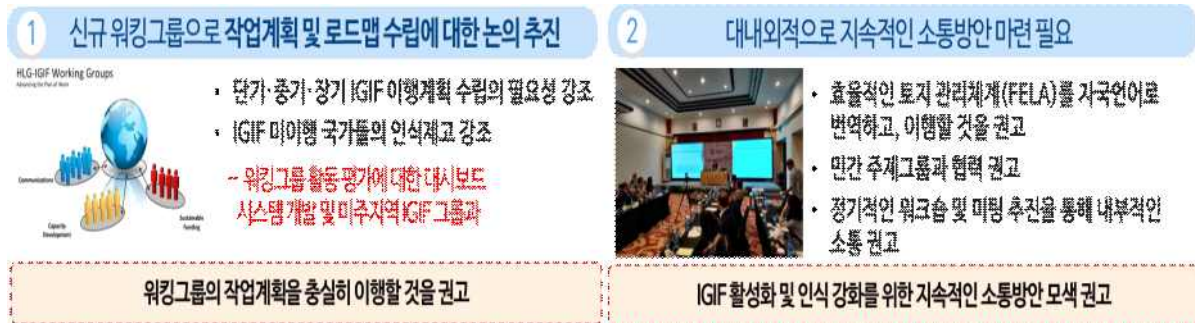 1 신규 워킹그룹으로 작업계획 및 로드맵 수립에 대한 논의 추진
HLG-IGIF Working Groups
Advancing the Plan of Work
Communications
Capacity
Development
Sustainable
Funding
• 단기·중기·장기 IGIF 이행계획 수립의 필요성 강조
• IGIF 미이행 국가들의 인식제고 강조
~ 워킹그룹 활동 평가에 대한 대시보드
시스템 개발 및 미주지역 IGIF 그룹과
워킹그룹의 작업계획을 충실히 이행할 것을 권고
2 대내외적으로 지속적인 소통방안 마련 필요
• 효율적인 토지 관리체계(FELA)를 자국언어로
번역하고, 이행할 것을 권고
• 민간 주제그룹과 협력 권고
• 정기적인 워크숍 및 미팅 추진을 통해 내부적인
소통 권고
IGIF 활성화 및 인식 강화를 위한 지속적인 소통방안 모색 권고